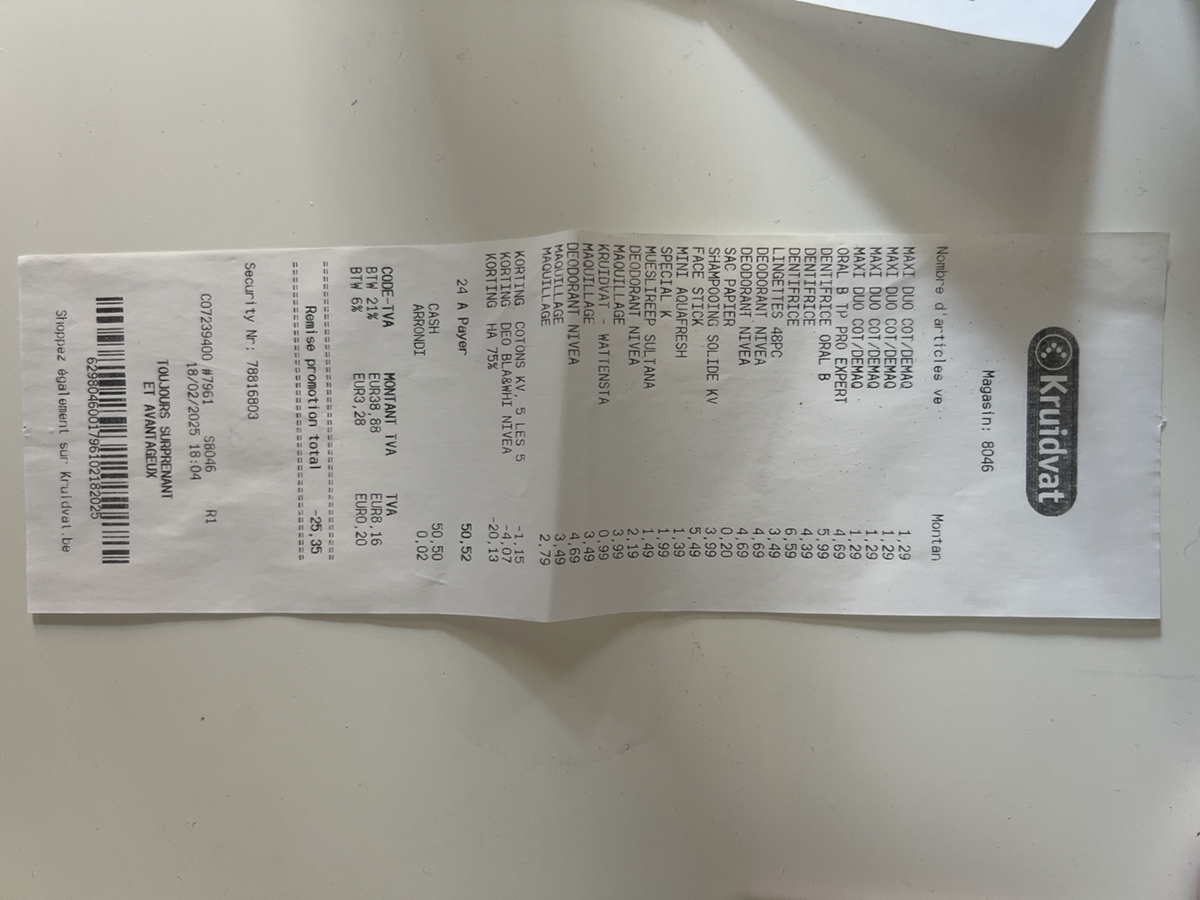 Kruidvat
Magasin: 8046
Nombre d'articles ve Montan
MAXI DUO COT/DEMAQ 1,29
MAXI DUO COT/DEMAQ 1,29
MAXI DUO COT/DEMAQ 1,29
MAXI DUO COT/DEMAQ 1,29
ORAL B TP PRO EXPERT 4,69
DENTIFRICE ORAL B 5,99
DENTIFRICE 4,39
DENTIFRICE 6,59
LINGETTES 48PC 3,49
DEODORANT NIVEA 4,69
DEODORANT NIVEA 4,69
SAC PAPIER 0,20
SHAMPOOING SOLIDE KV 3,99
FACE STICK 5,49
MINI AQUAFRESH 1,39
SPECIAL K 1,99
MUESLIREEP SULTANA 1,49
DEODORANT NIVEA 2,19
MAQUILLAGE 3,99
KRUIDVAT - WATTENSTA 0,99
MAQUILLAGE 3,49
DEODORANT NIVEA 4,69
MAQUILLAGE 3,49
MAQUILLAGE 2,79
KORTING COTONS KV. 5 LES 5 -1,15
KORTING DEO BLA&WHI NIVEA -4,07
KORTING HA 75% -20,13
24 A Payer 50,52
CASH 50,50
ARRONDI 0,02
CODE-TVA MONTANT TVA TVA
BTW 21% EUR38,88 EUR8,16
BTW 6% EUR3,28 EUR0,20
Remise promotion total -25,35
Security Nr: 78816803
C07239400 #7961 S8046 R1
18/02/2025 18:04
TOUJOURS SURPRENANT
ET AVANTAGEUX
6298046001796102182025
Shoppez également sur Kruidvat.be